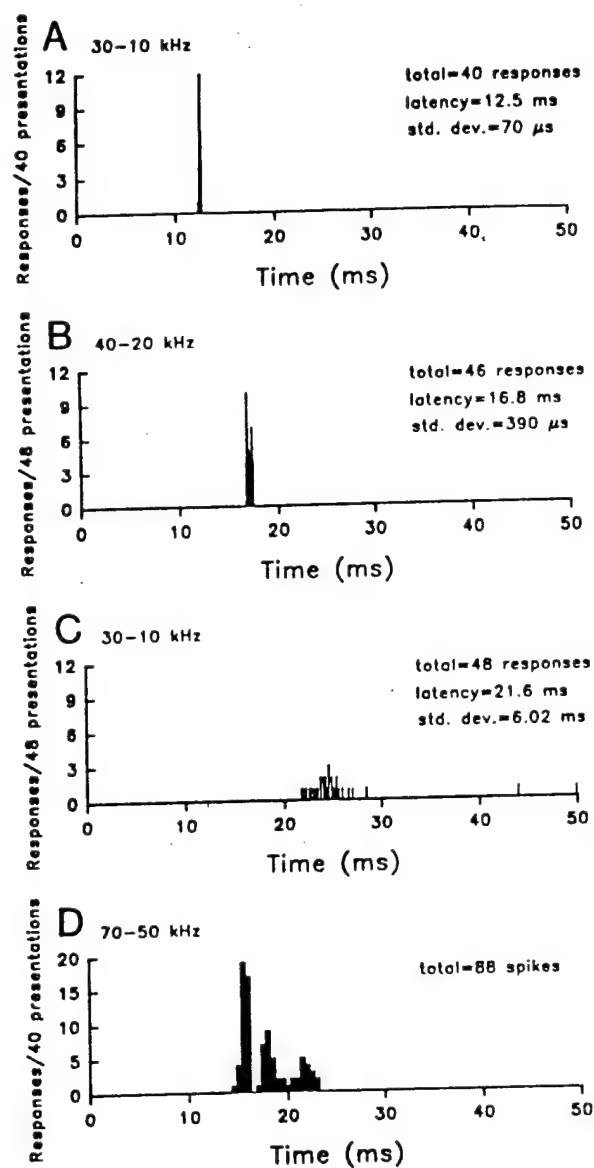 A 30-10 kHz
total=40 responses
latency=12.5 ms
std. dev.=70 µs
Responses/40 presentations
12
9
6
3
0
0 10 20 30 40 50
Time (ms)
B 40-20 kHz
total=46 responses
latency=16.8 ms
std. dev.=390 µs
Responses/48 presentations
12
9
6
3
0
0 10 20 30 40 50
Time (ms)
C 30-10 kHz
total=48 responses
latency=21.6 ms
std. dev.=6.02 ms
Responses/48 presentations
12
9
6
3
0
0 10 20 30 40 50
Time (ms)
D 70-50 kHz
total=88 spikes
Responses/40 presentations
20
15
10
5
0
0 10 20 30 40 50
Time (ms)